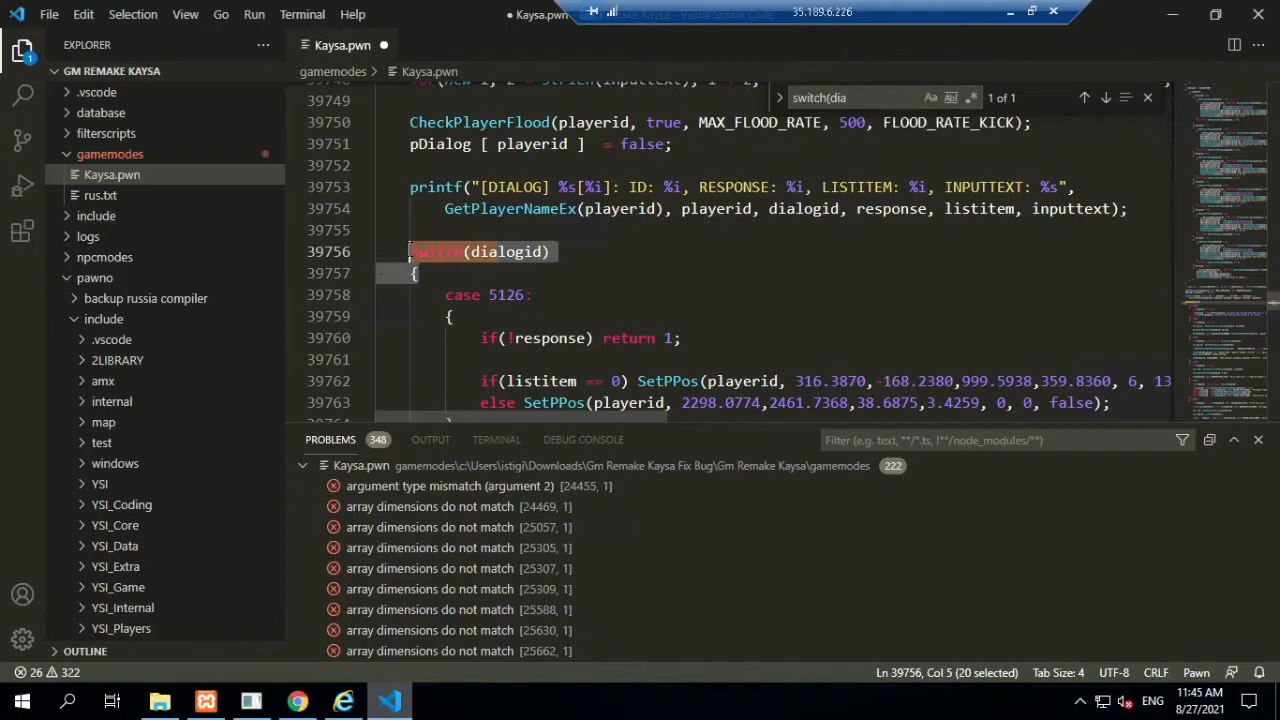 File Edit Selection View Go Run Terminal Help
Kaysa.pwn
35.189.6.226
EXPLORER
GM REMAKE KAYSA
.vscode
database
filterscripts
gamemodes
Kaysa.pwn
rus.txt
include
logs
npcmodes
pawno
backup russia compiler
include
.vscode
2LIBRARY
amx
internal
map
test
windows
YSI
YSI_Coding
YSI_Core
YSI_Data
YSI_Extra
YSI_Game
YSI_Internal
YSI_Players
OUTLINE
Kaysa.pwn
gamemodes > Kaysa.pwn
switch(dia
1 of 1
39749
39750 CheckPlayerFlood(playerid, true, MAX_FLOOD_RATE, 500, FLOOD_RATE_KICK);
39751 pDialog [ playerid ] = false;
39752
39753 printf("[DIALOG] %s[%i]: ID: %i, RESPONSE: %i, LISTITEM: %i, INPUTTEXT: %s",
39754 GetPlayerNameEx(playerid), playerid, dialogid, response, listitem, inputtext);
39755
39756 switch(dialogid)
39757 {
39758 case 5126:
39759 {
39760 if(!response) return 1;
39761
39762 if(listitem == 0) SetPPos(playerid, 316.3870,-168.2380,999.5938,359.8360, 6, 13
39763 else SetPPos(playerid, 2298.0774,2461.7368,38.6875,1.4259, 0, 0, false);
PROBLEMS 348 OUTPUT TERMINAL DEBUG CONSOLE
Filter (e.g. text, **/*.ts, !**/node_modules/**)
Kaysa.pwn gamemodes\c:\Users\istigi\Downloads\Gm Remake Kaysa Fix Bug\Gm Remake Kaysa\gamemodes 222
argument type mismatch (argument 2) [24455, 1]
array dimensions do not match [24469, 1]
array dimensions do not match [25057, 1]
array dimensions do not match [25305, 1]
array dimensions do not match [25307, 1]
array dimensions do not match [25309, 1]
array dimensions do not match [25588, 1]
array dimensions do not match [25630, 1]
array dimensions do not match [25662, 1]
26 322
Ln 39756, Col 5 (20 selected) Tab Size: 4 UTF-8 CRLF Pawn
ENG
11:45 AM
8/27/2021